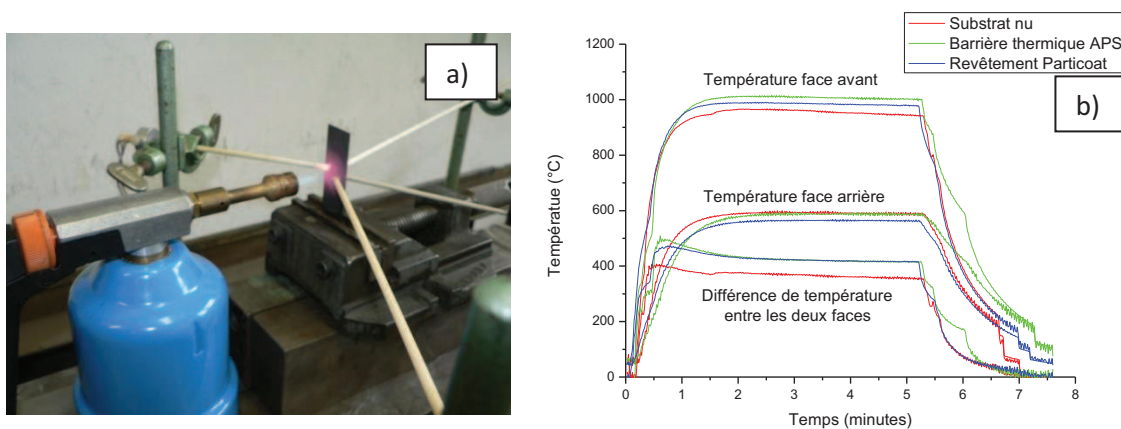 a)
Substrat nu
Barrière thermique APS
Revêtement Particoat
b)
Température face avant
Température face arrière
Différence de température
entre les deux faces
Températue (°C)
1200
1000
800
600
400
200
0
0 1 2 3 4 5 6 7 8
Temps (minutes)